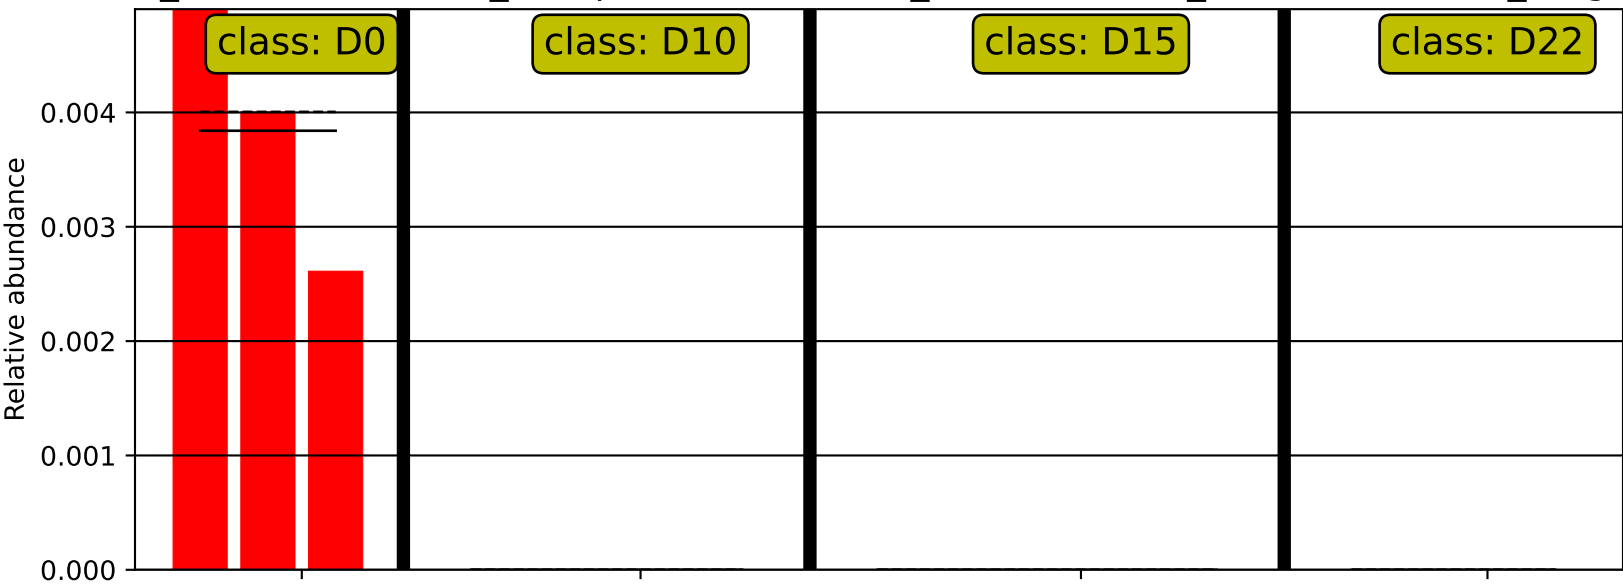 class: D0
class: D10
class: D15
class: D22
0.004
0.003
0.002
0.001
0.000
Relative abundance